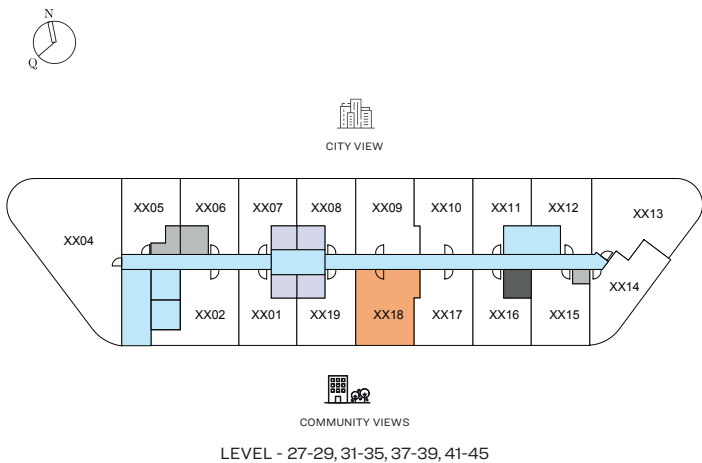 N
Q
CITY VIEW
XX05 XX06 XX07 XX08 XX09 XX10 XX11 XX12
XX13
XX04
XX14
XX02 XX01 XX19 XX18 XX17 XX16 XX15
COMMUNITY VIEWS
LEVEL - 27-29, 31-35, 37-39, 41-45